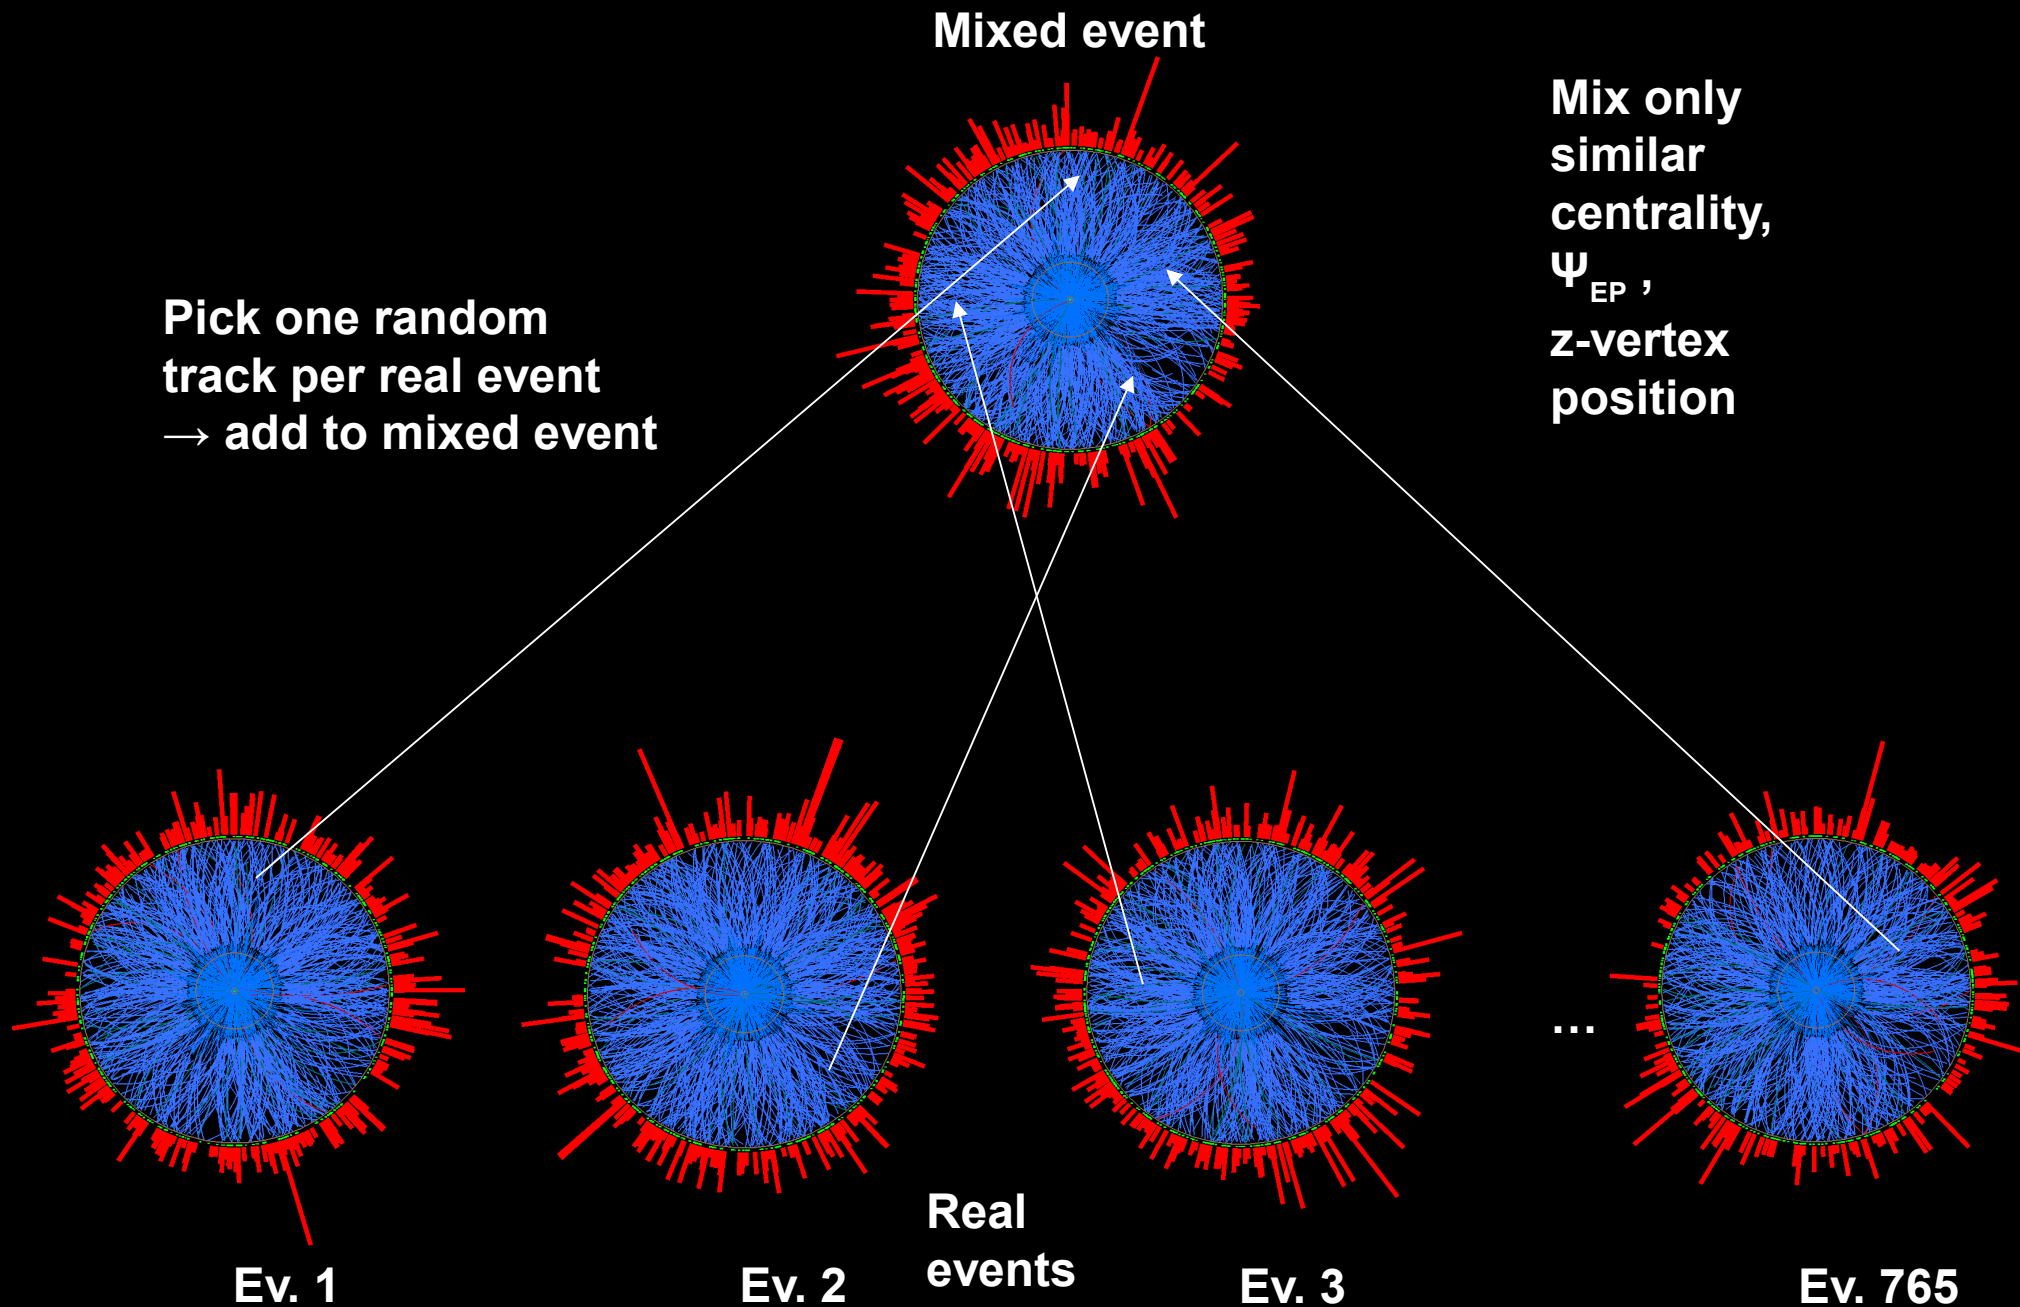 Mixed event
Mix only
similar
centrality,
Ψ_EP ,
z-vertex
position
Pick one random
track per real event
→ add to mixed event
...
Real
events
Ev. 1
Ev. 2
Ev. 3
Ev. 765